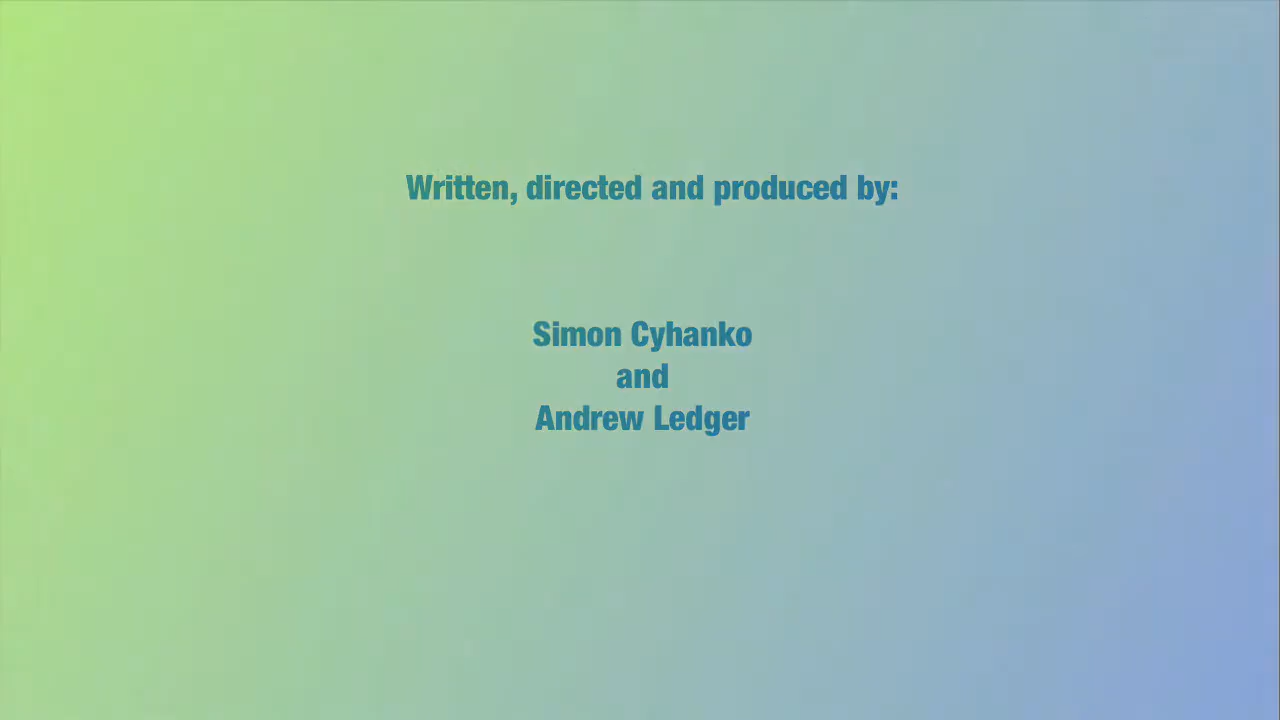 Written, directed and produced by:
Simon Cyhanko
and
Andrew Ledger